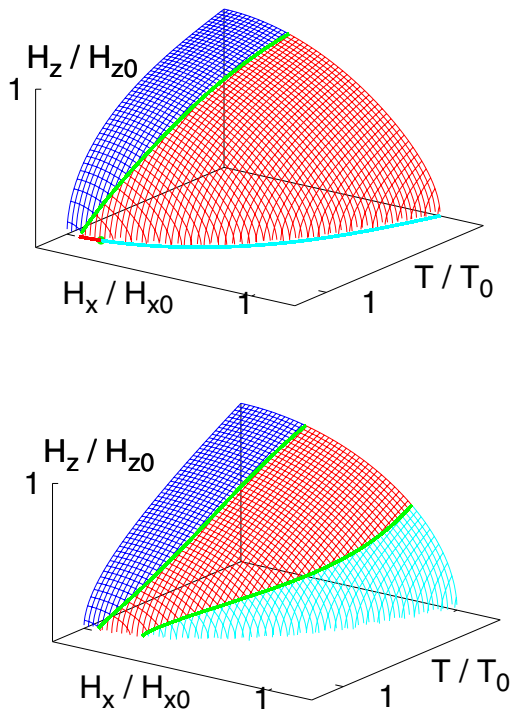 H_z / H_z0
1
H_x / H_x0
1
1
T / T_0
H_z / H_z0
1
H_x / H_x0
1
1
T / T_0